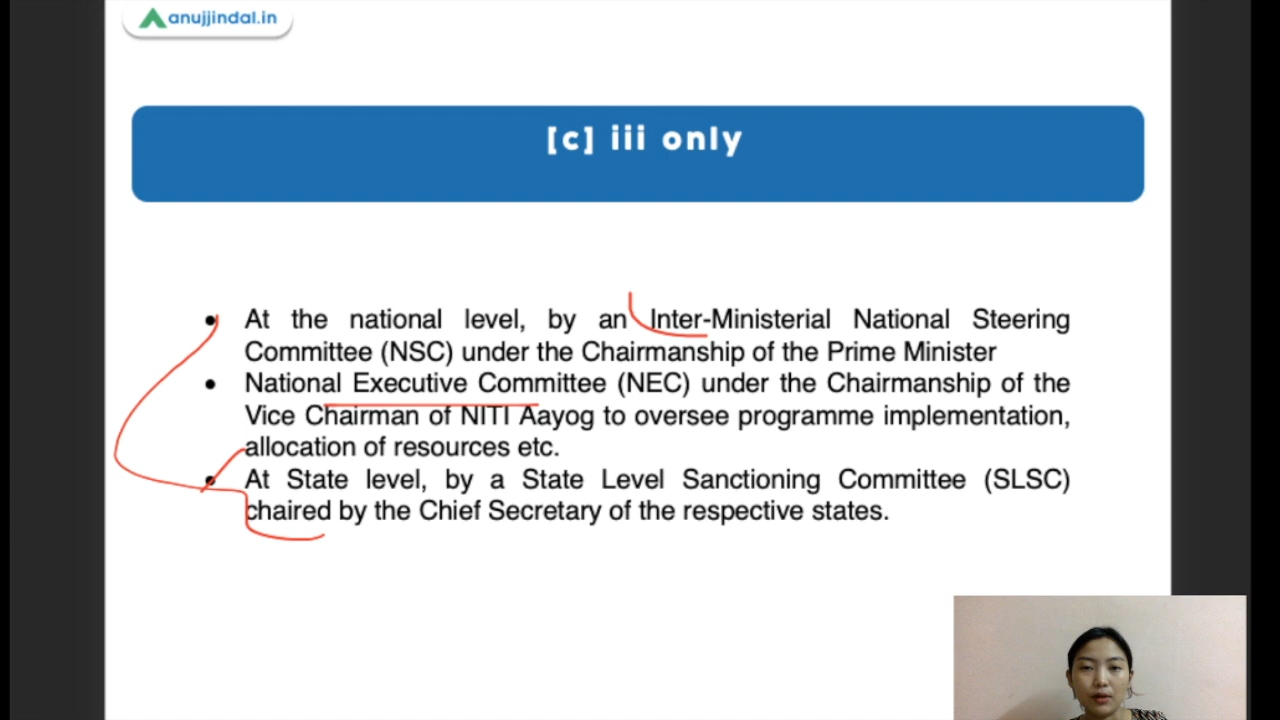 anujjindal.in
[c] iii only
• At the national level, by an Inter-Ministerial National Steering
Committee (NSC) under the Chairmanship of the Prime Minister
• National Executive Committee (NEC) under the Chairmanship of the
Vice Chairman of NITI Aayog to oversee programme implementation,
allocation of resources etc.
• At State level, by a State Level Sanctioning Committee (SLSC)
chaired by the Chief Secretary of the respective states.